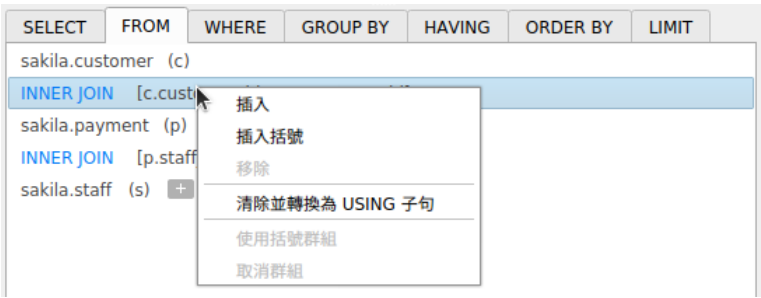 SELECT FROM WHERE GROUP BY HAVING ORDER BY LIMIT
sakila.customer (c)
INNER JOIN
插入
sakila.payment (p)
插入括號
INNER JOIN [p.staff
移除
sakila.staff (s) +
清除並轉換為 USING 子句
使用括號群組
取消群組